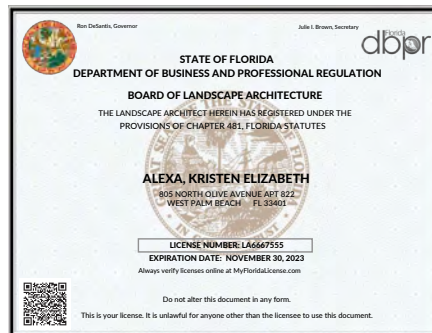 Ron DeSantis, Governor
Julie I. Brown, Secretary
Florida
dbpr
STATE OF FLORIDA
DEPARTMENT OF BUSINESS AND PROFESSIONAL REGULATION
BOARD OF LANDSCAPE ARCHITECTURE
THE LANDSCAPE ARCHITECT HEREIN HAS REGISTERED UNDER THE
PROVISIONS OF CHAPTER 481, FLORIDA STATUTES
ALEXA, KRISTEN ELIZABETH
805 NORTH OLIVE AVENUE APT 822
WEST PALM BEACH FL 33401
LICENSE NUMBER: LA6667555
EXPIRATION DATE: NOVEMBER 30, 2023
Always verify licenses online at MyFloridaLicense.com
Do not alter this document in any form.
This is your license. It is unlawful for anyone other than the licensee to use this document.